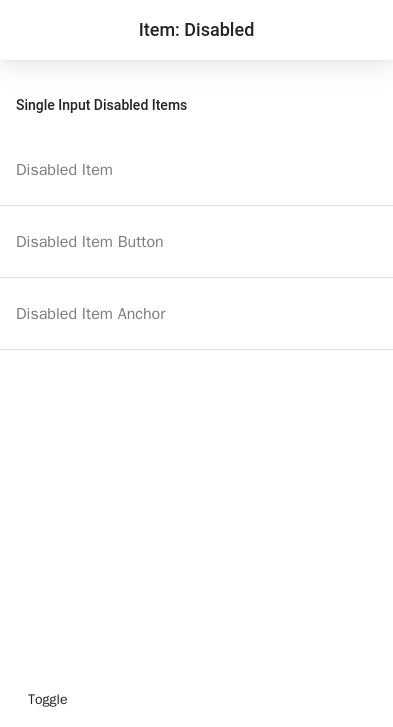 Item: Disabled
Single Input Disabled Items
Disabled Item
Disabled Item Button
Disabled Item Anchor
Toggle